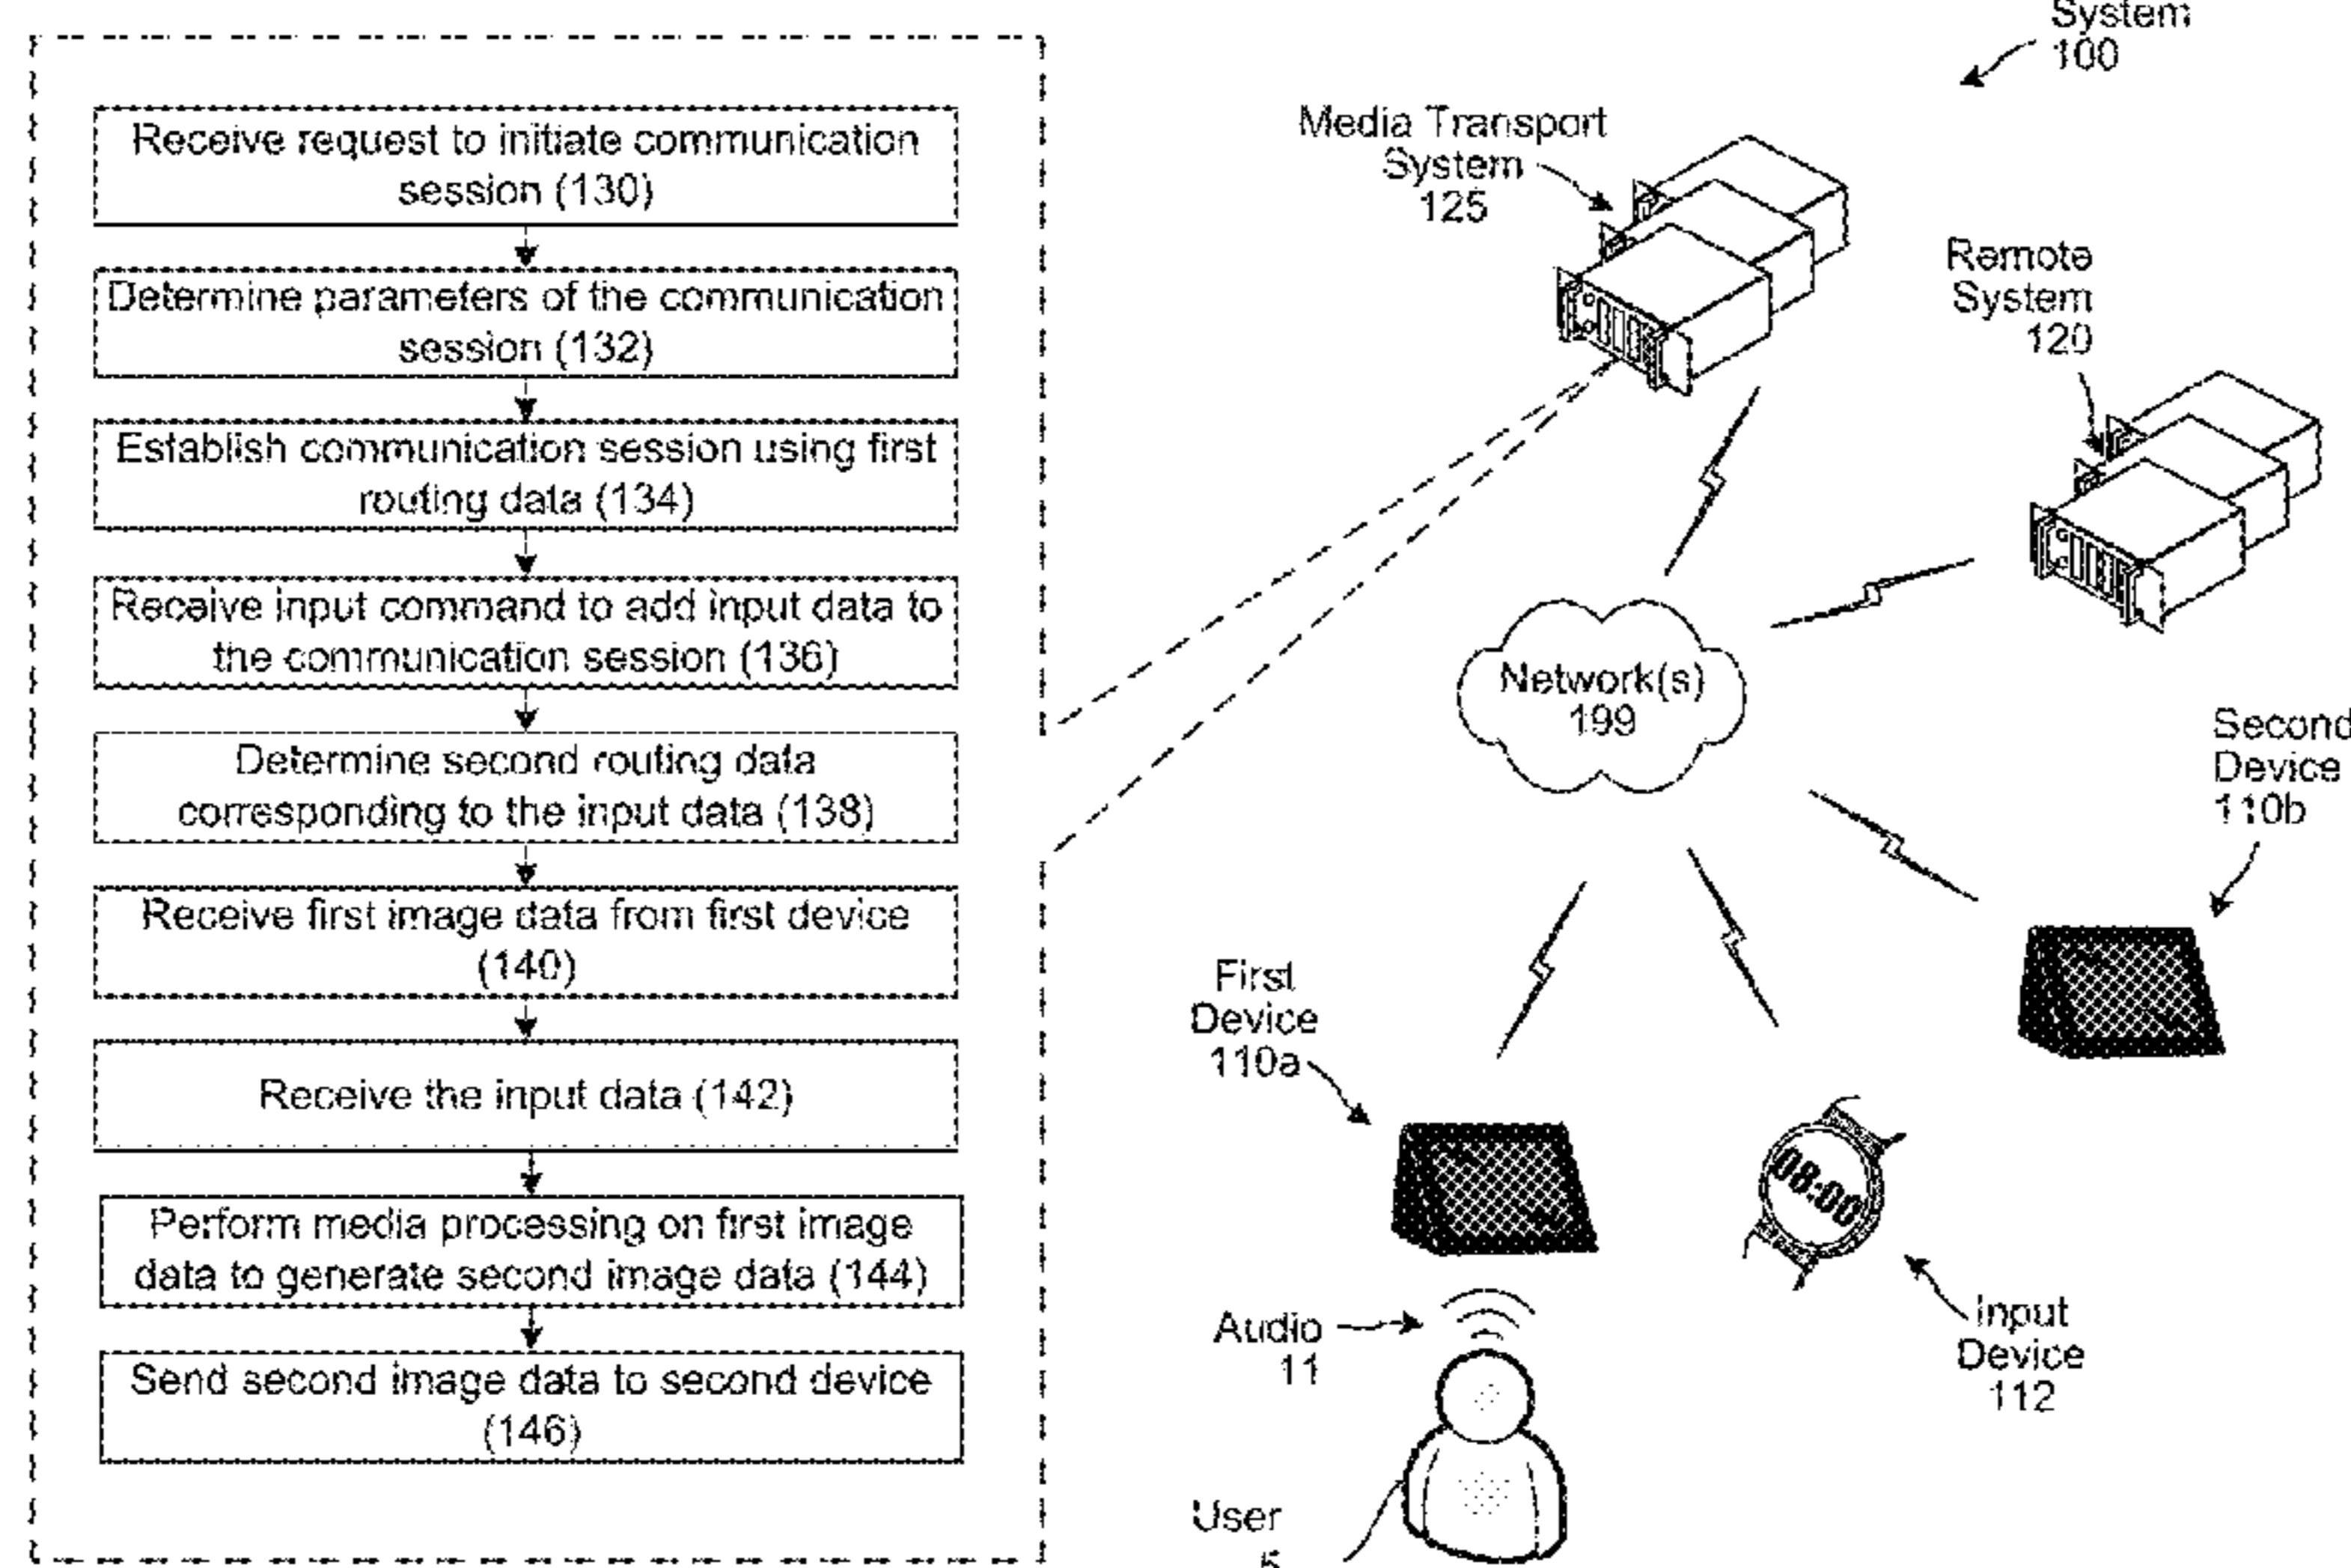 Receive request to initiate communication
session (130)
Determine parameters of the communication
session (132)
Establish communication session using first
routing data (134)
Receive input command to add input data to
the communication session (136)
Determine second routing data
corresponding to the input data (138)
Receive first image data from first device
(140)
Receive the input data (142)
Perform media processing on first image
data to generate second image data (144)
Send second image data to second device
(146)
System
100
Media Transport
System
125
Remote
System
120
Network(s)
199
Second
Device
110b
First
Device
110a
08:00
Input
Device
112
Audio
11
User
5